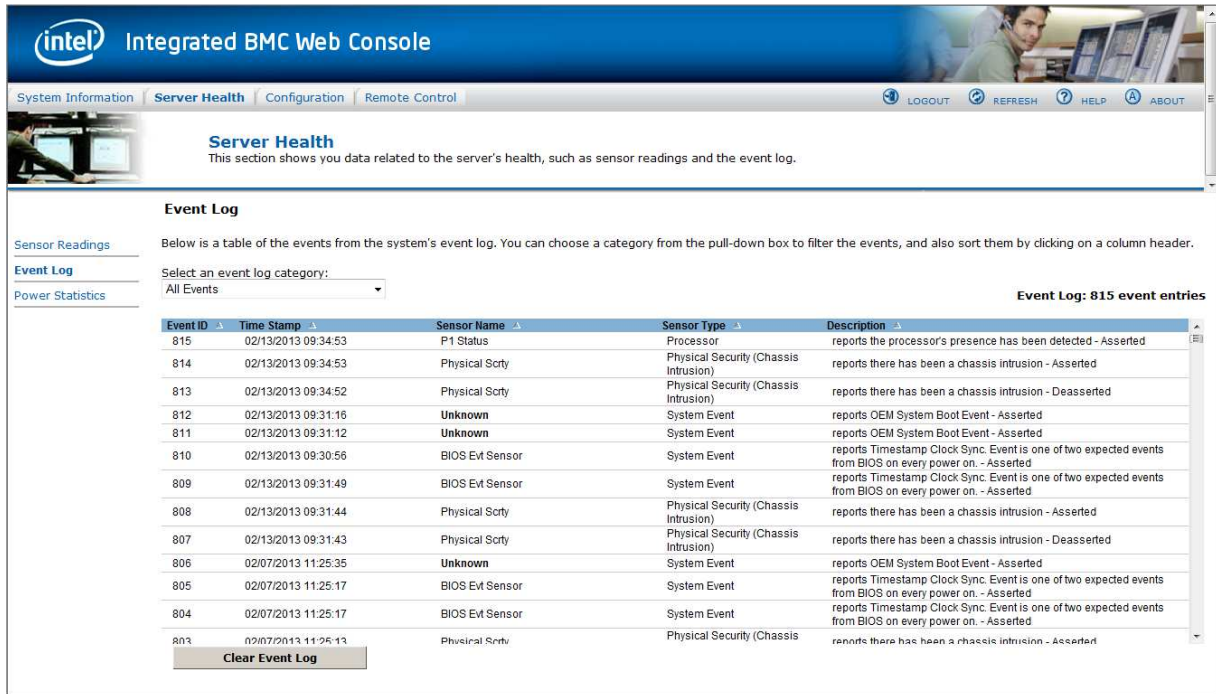 intel Integrated BMC Web Console
System Information Server Health Configuration Remote Control LOGOUT REFRESH HELP ABOUT
Server Health
This section shows you data related to the server's health, such as sensor readings and the event log.
Event Log
Sensor Readings
Event Log
Power Statistics
Below is a table of the events from the system's event log. You can choose a category from the pull-down box to filter the events, and also sort them by clicking on a column header.
Select an event log category:
All Events
Event Log: 815 event entries
Event ID Time Stamp Sensor Name Sensor Type Description
815 02/13/2013 09:34:53 P1 Status Processor reports the processor's presence has been detected - Asserted
814 02/13/2013 09:34:53 Physical Scrty Physical Security (Chassis
Intrusion) reports there has been a chassis intrusion - Asserted
813 02/13/2013 09:34:52 Physical Scrty Physical Security (Chassis
Intrusion) reports there has been a chassis intrusion - Deasserted
812 02/13/2013 09:31:16 Unknown System Event reports OEM System Boot Event - Asserted
811 02/13/2013 09:31:12 Unknown System Event reports OEM System Boot Event - Asserted
810 02/13/2013 09:30:56 BIOS Evt Sensor System Event reports Timestamp Clock Sync. Event is one of two expected events
from BIOS on every power on. - Asserted
809 02/13/2013 09:31:49 BIOS Evt Sensor System Event reports Timestamp Clock Sync. Event is one of two expected events
from BIOS on every power on. - Asserted
808 02/13/2013 09:31:44 Physical Scrty Physical Security (Chassis
Intrusion) reports there has been a chassis intrusion - Asserted
807 02/13/2013 09:31:43 Physical Scrty Physical Security (Chassis
Intrusion) reports there has been a chassis intrusion - Deasserted
806 02/07/2013 11:25:35 Unknown System Event reports OEM System Boot Event - Asserted
805 02/07/2013 11:25:17 BIOS Evt Sensor System Event reports Timestamp Clock Sync. Event is one of two expected events
from BIOS on every power on. - Asserted
804 02/07/2013 11:25:17 BIOS Evt Sensor System Event reports Timestamp Clock Sync. Event is one of two expected events
from BIOS on every power on. - Asserted
803 02/07/2013 11:25:13 Physical Scrty Physical Security (Chassis
reports there has been a chassis intrusion - Asserted
Clear Event Log